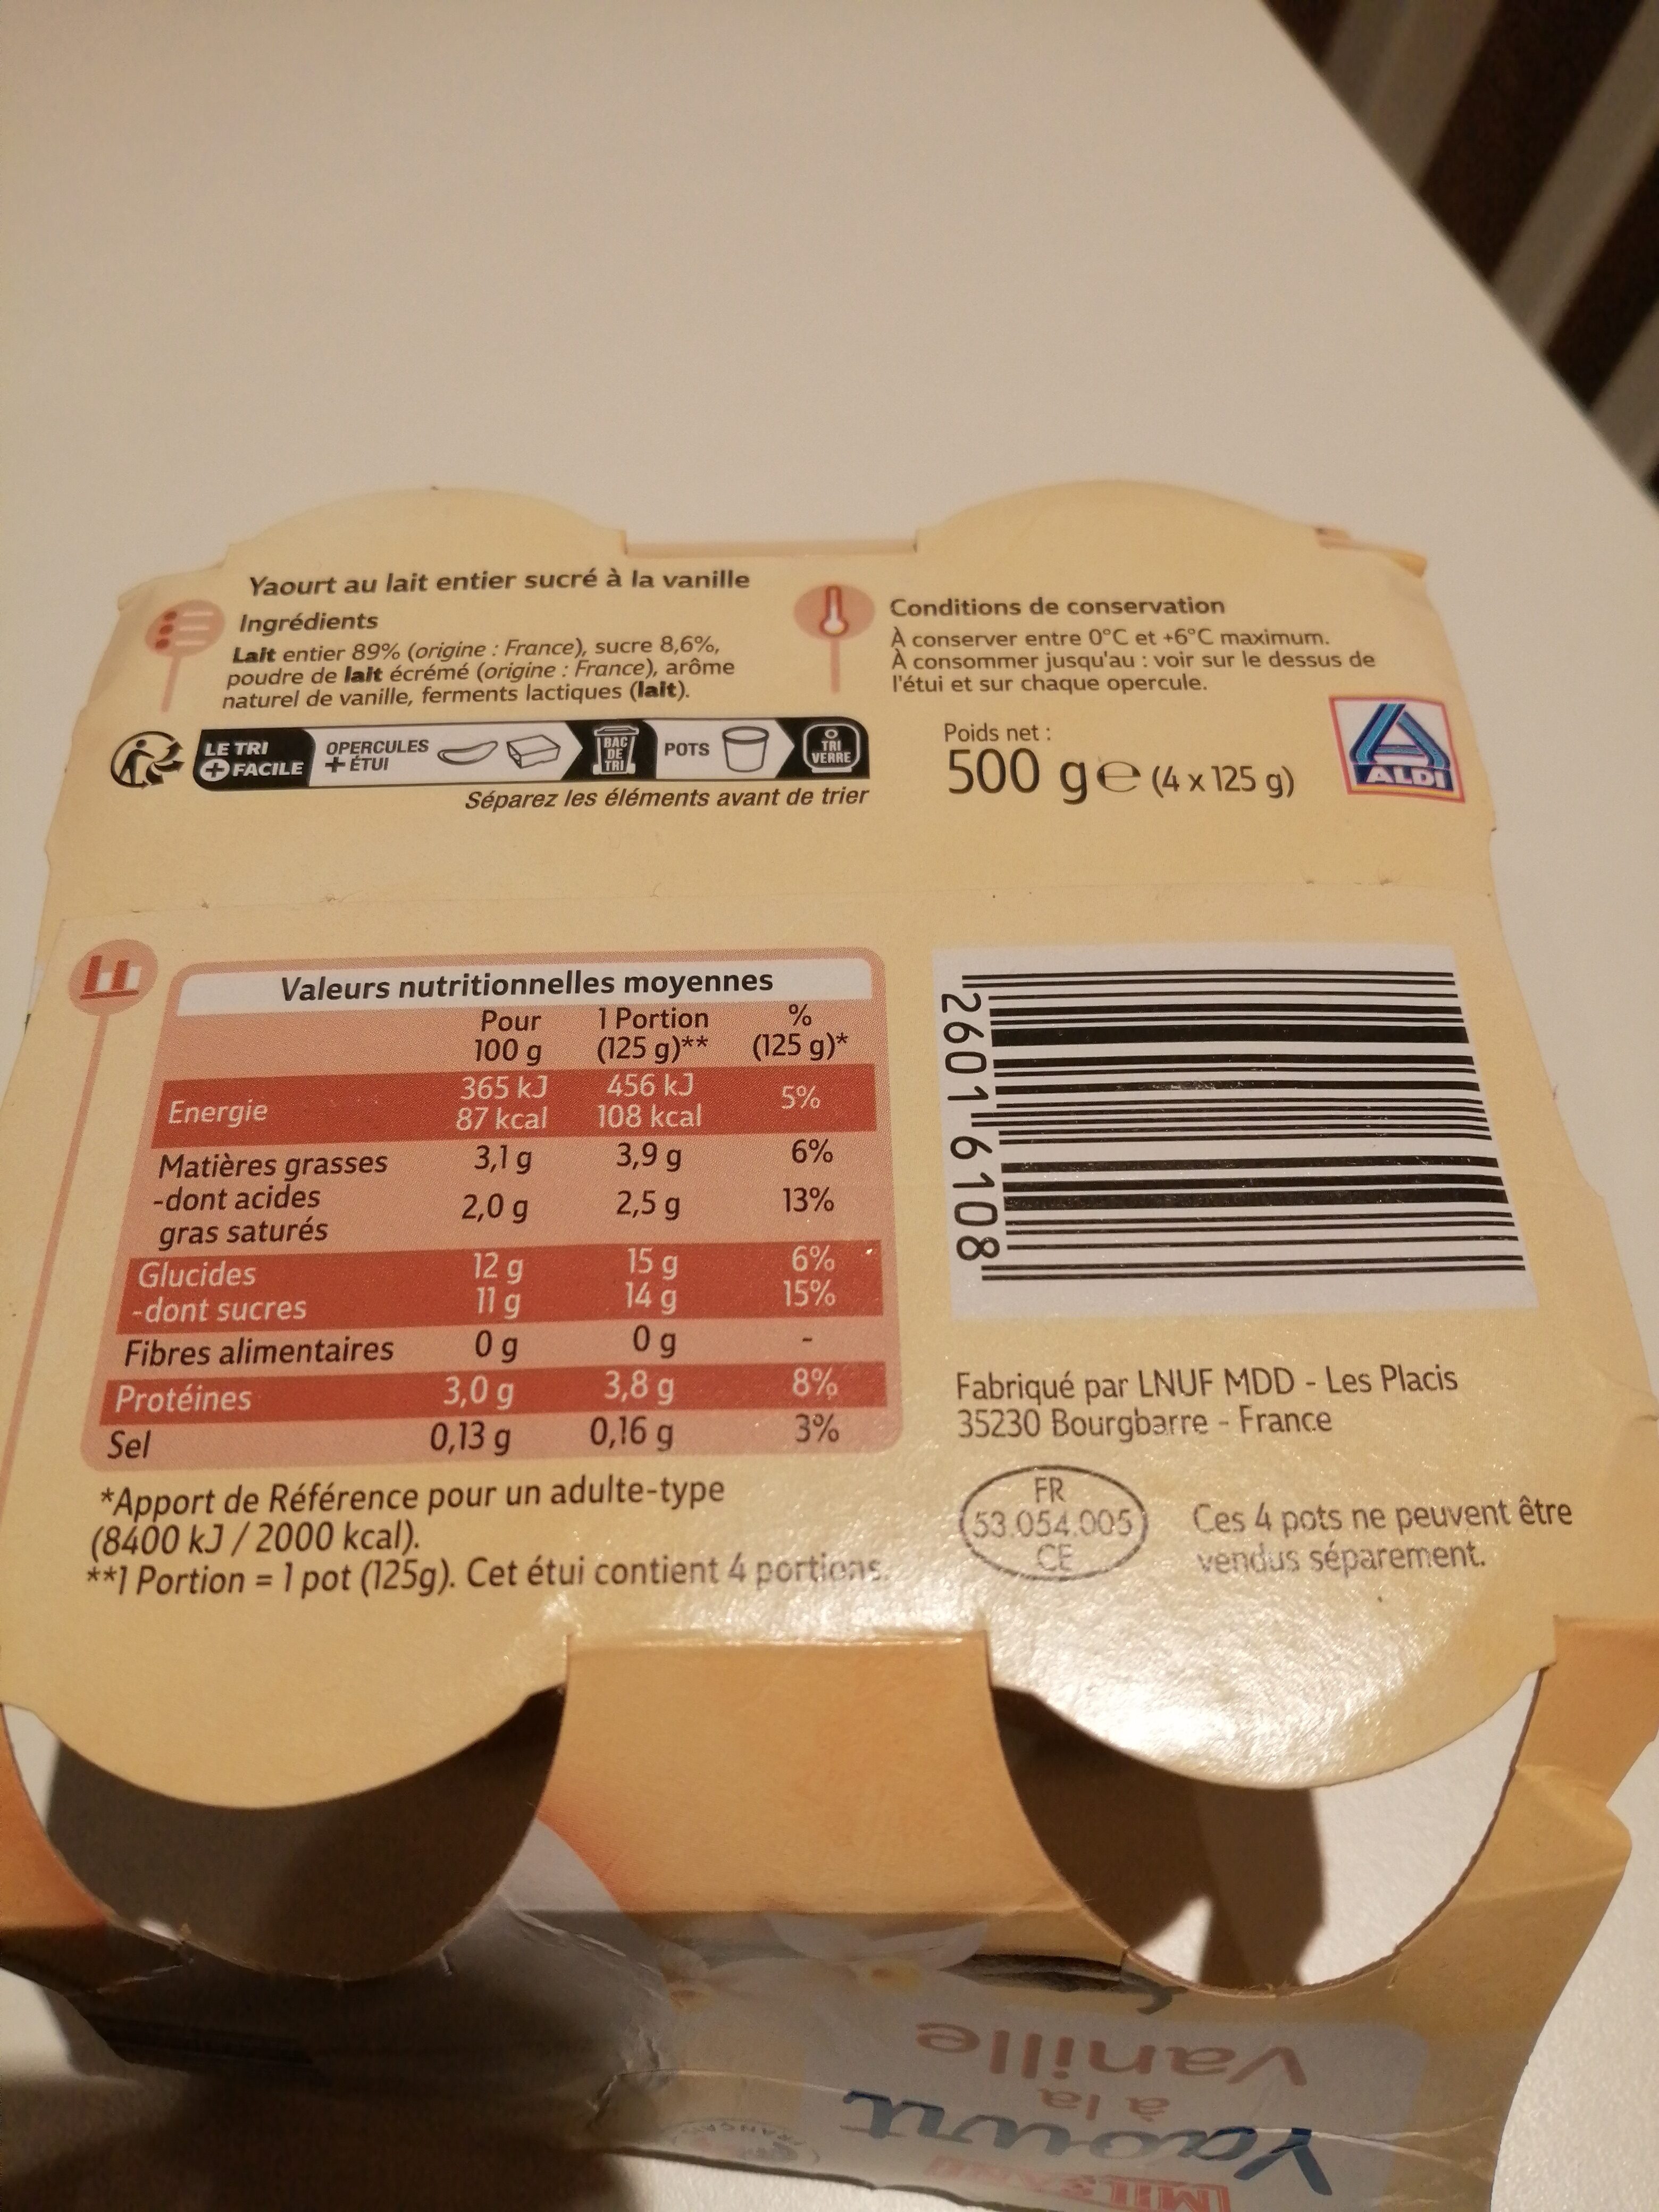 Yaourt au lait entier sucré à la vanille
Ingrédients
Lait entier 89% (origine : France), sucre 8,6%,
poudre de lait écrémé (origine : France), arôme
naturel de vanille, ferments lactiques (lait).
LE TRI
+ FACILE
OPERCULES
+ ÉTUI
BAC
DE
TRI
POTS
TRI
VERRE
Séparez les éléments avant de trier
Conditions de conservation
À conserver entre 0°C et +6°C maximum.
À consommer jusqu'au : voir sur le dessus de
l'étui et sur chaque opercule.
Poids net :
500 g e (4 x 125 g)
ALDI
Valeurs nutritionnelles moyennes
Pour 1 Portion %
100 g (125 g)** (125 g)*
Energie 365 kJ 456 kJ 5%
87 kcal 108 kcal
Matières grasses 3,1 g 3,9 g 6%
-dont acides
gras saturés 2,0 g 2,5 g 13%
Glucides 12 g 15 g 6%
-dont sucres 11 g 14 g 15%
Fibres alimentaires 0 g 0 g -
Protéines 3,0 g 3,8 g 8%
Sel 0,13 g 0,16 g 3%
*Apport de Référence pour un adulte-type
(8400 kJ / 2000 kcal).
**1 Portion = 1 pot (125g). Cet étui contient 4 portions.
2601 6108
Fabriqué par LNUF MDD - Les Placis
35230 Bourgbarre - France
FR
53.054.005
CE
Ces 4 pots ne peuvent être
vendus séparement.
Yaourt
à la
Vanille